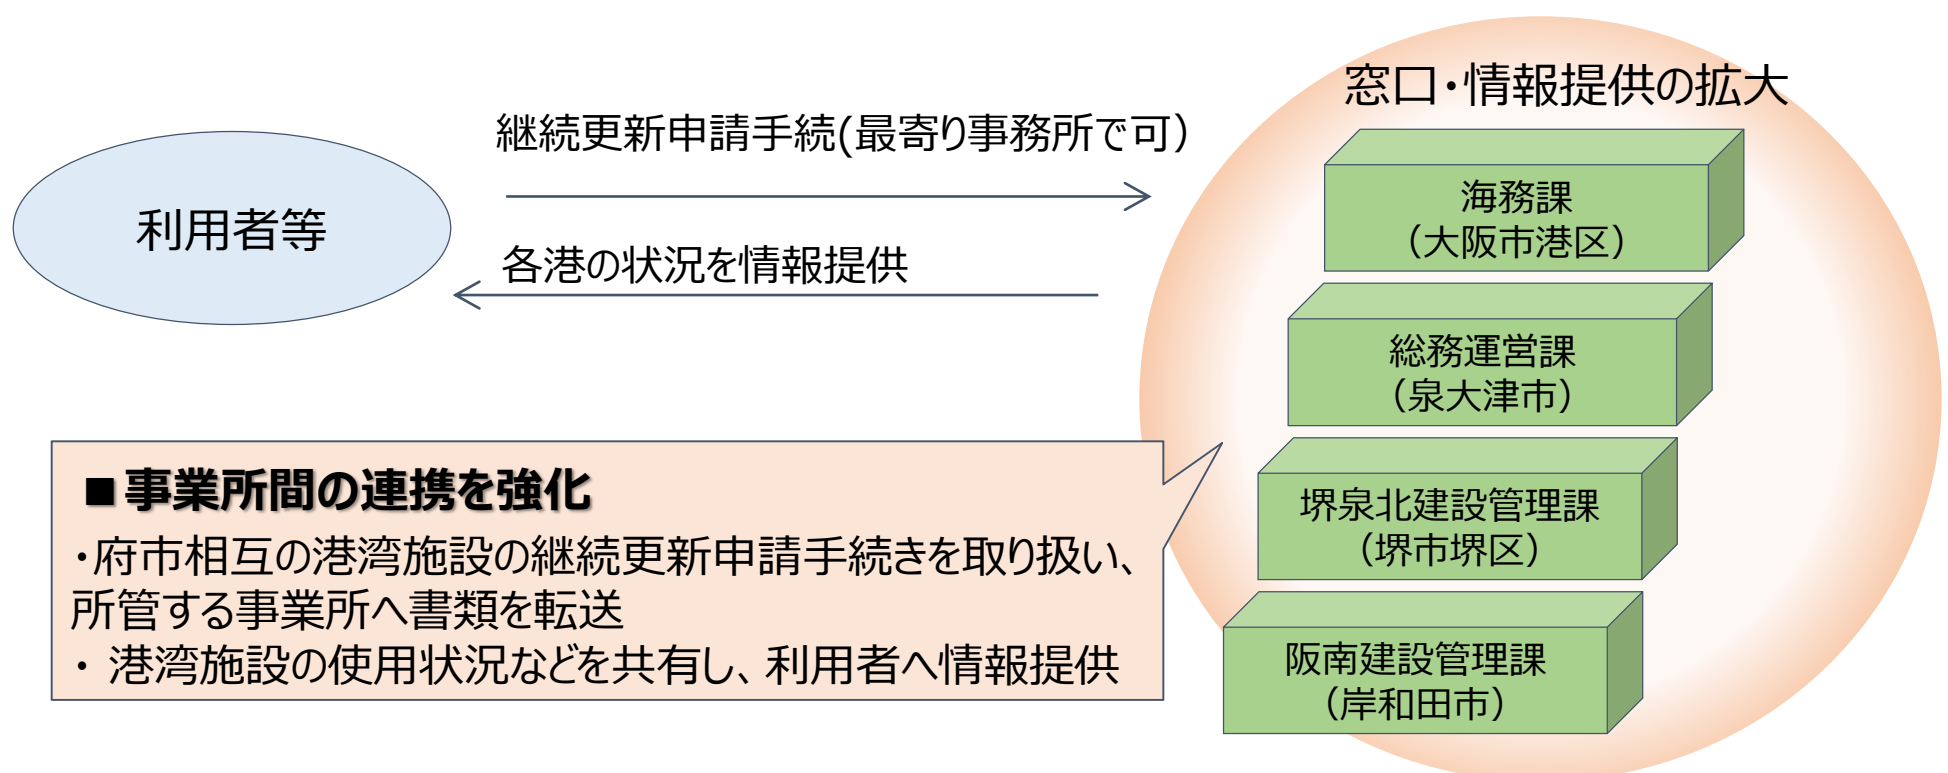 窓口・情報提供の拡大
継続更新申請手続(最寄り事務所で可）
利用者等
各港の状況を情報提供
海務課
（大阪市港区）
総務運営課
（泉大津市）
堺泉北建設管理課
（堺市堺区）
阪南建設管理課
（岸和田市）
■事業所間の連携を強化
・府市相互の港湾施設の継続更新申請手続きを取り扱い、
所管する事業所へ書類を転送
・ 港湾施設の使用状況などを共有し、利用者へ情報提供